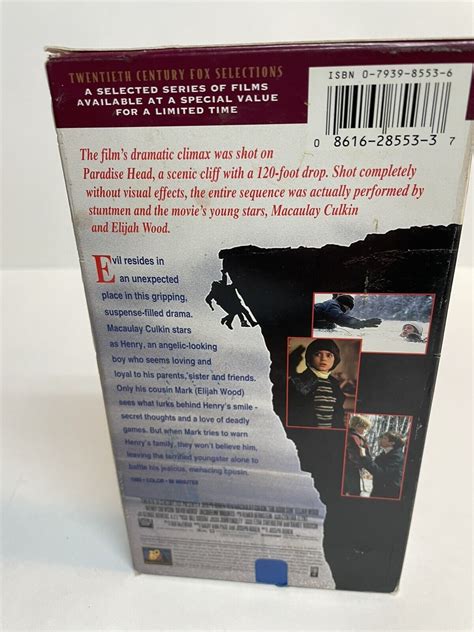 TWENTIETH CENTURY FOX SELECTIONS
A SELECTED SERIES OF FILMS
AVAILABLE AT A SPECIAL VALUE
FOR A LIMITED TIME
ISBN 0-7939-8553-6
0 8616-28553-3 7
The film's dramatic climax was shot on
Paradise Head, a scenic cliff with a 120-foot drop. Shot completely
without visual effects, the entire sequence was actually performed by
stuntmen and the movie's young stars, Macaulay Culkin
and Elijah Wood.
Evil resides in
an unexpected
place in this gripping,
suspense-filled drama.
Macaulay Culkin stars
as Henry, an angelic-looking
boy who seems loving and
loyal to his parents, sister and friends.
Only his cousin Mark (Elijah Wood)
sees what lurks behind Henry's smile -
secret thoughts and a love of deadly
games. But when Mark tries to warn
Henry's family, they won't believe him,
leaving the terrified youngster alone to
battle his jealous, menacing cousin.
COLOR
MINUTES